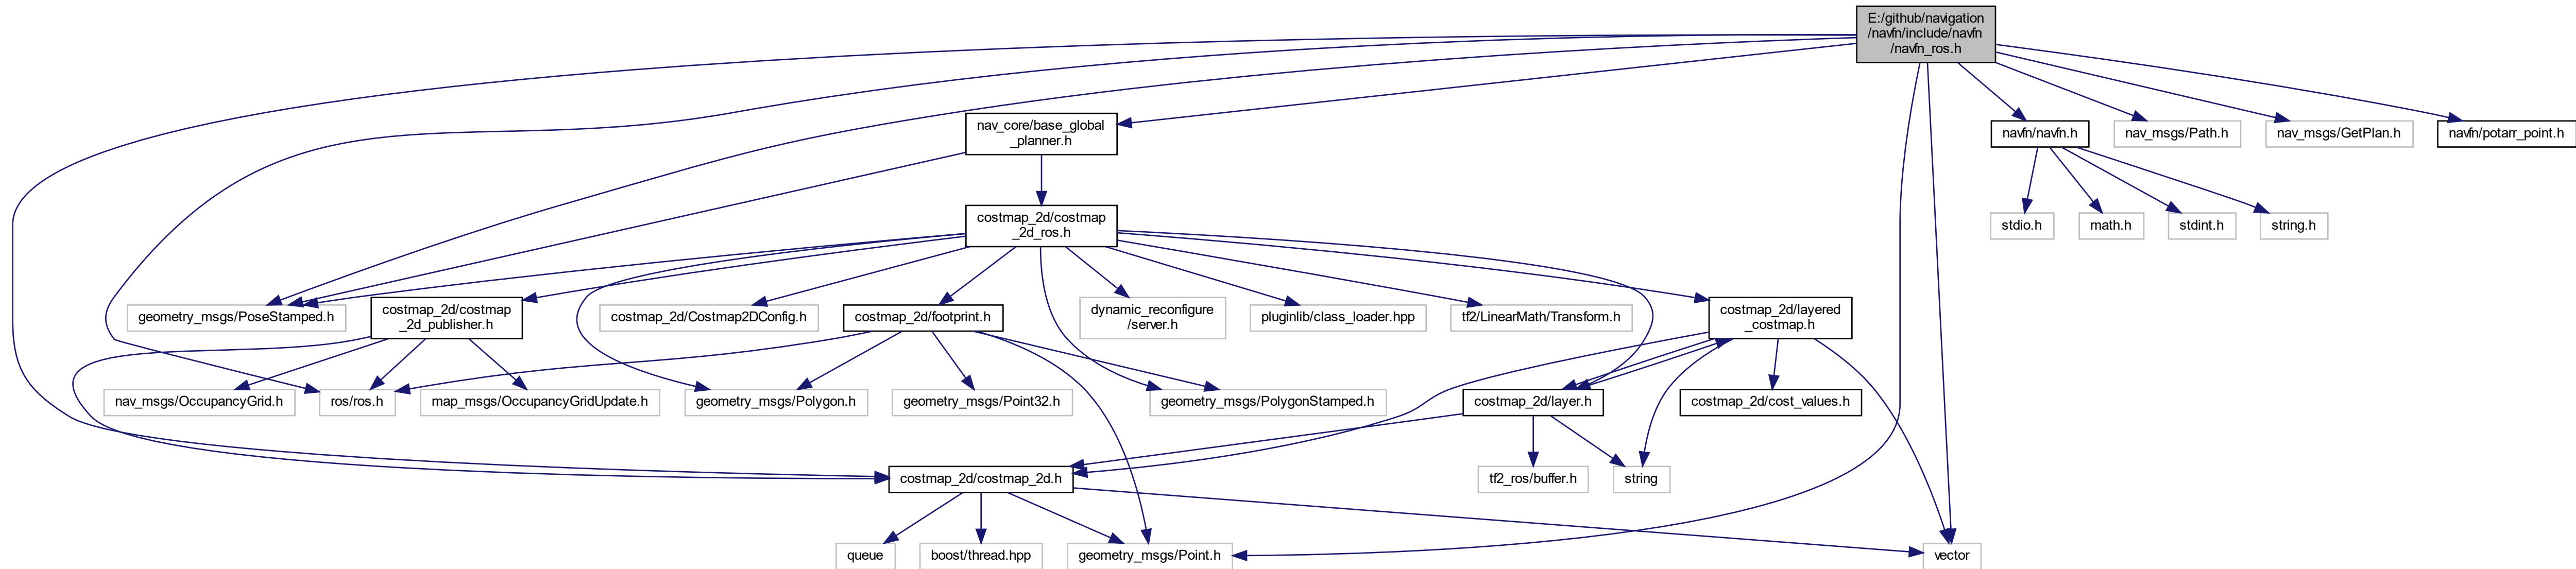 E:/github/navigation
/navfn/include/navfn
/navfn_ros.h
nav_core/base_global
_planner.h
navfn/navfn.h
nav_msgs/Path.h
nav_msgs/GetPlan.h
navfn/potarr_point.h
costmap_2d/costmap
_2d_ros.h
stdio.h
math.h
stdint.h
string.h
geometry_msgs/PoseStamped.h
costmap_2d/costmap
_2d_publisher.h
costmap_2d/Costmap2DConfig.h
costmap_2d/footprint.h
dynamic_reconfigure
/server.h
pluginlib/class_loader.hpp
tf2/LinearMath/Transform.h
costmap_2d/layered
_costmap.h
nav_msgs/OccupancyGrid.h
ros/ros.h
map_msgs/OccupancyGridUpdate.h
geometry_msgs/Polygon.h
geometry_msgs/Point32.h
geometry_msgs/PolygonStamped.h
costmap_2d/layer.h
costmap_2d/cost_values.h
costmap_2d/costmap_2d.h
tf2_ros/buffer.h
string
queue
boost/thread.hpp
geometry_msgs/Point.h
vector